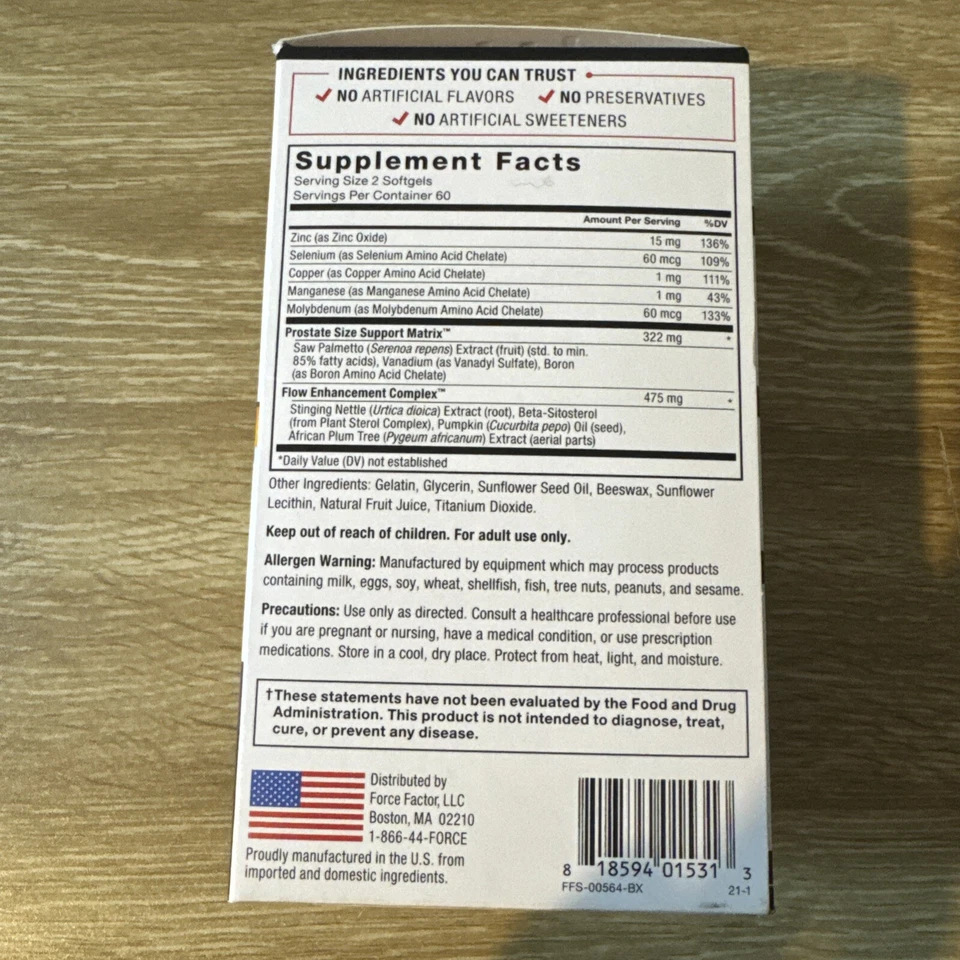 INGREDIENTS YOU CAN TRUST
✓ NO ARTIFICIAL FLAVORS ✓ NO PRESERVATIVES
✓ NO ARTIFICIAL SWEETENERS
Supplement Facts
Serving Size 2 Softgels
Servings Per Container 60
Amount Per Serving %DV
Zinc (as Zinc Oxide) 15 mg 136%
Selenium (as Selenium Amino Acid Chelate) 60 mcg 109%
Copper (as Copper Amino Acid Chelate) 1 mg 111%
Manganese (as Manganese Amino Acid Chelate) 1 mg 43%
Molybdenum (as Molybdenum Amino Acid Chelate) 60 mcg 133%
Prostate Size Support Matrix™ 322 mg *
Saw Palmetto (Serenoa repens) Extract (fruit) (std. to min.
85% fatty acids), Vanadium (as Vanadyl Sulfate), Boron
(as Boron Amino Acid Chelate)
Flow Enhancement Complex™ 475 mg *
Stinging Nettle (Urtica dioica) Extract (root), Beta-Sitosterol
(from Plant Sterol Complex), Pumpkin (Cucurbita pepo) Oil (seed),
African Plum Tree (Pygeum africanum) Extract (aerial parts)
*Daily Value (DV) not established
Other Ingredients: Gelatin, Glycerin, Sunflower Seed Oil, Beeswax, Sunflower
Lecithin, Natural Fruit Juice, Titanium Dioxide.
Keep out of reach of children. For adult use only.
Allergen Warning: Manufactured by equipment which may process products
containing milk, eggs, soy, wheat, shellfish, fish, tree nuts, peanuts, and sesame.
Precautions: Use only as directed. Consult a healthcare professional before use
if you are pregnant or nursing, have a medical condition, or use prescription
medications. Store in a cool, dry place. Protect from heat, light, and moisture.
†These statements have not been evaluated by the Food and Drug
Administration. This product is not intended to diagnose, treat,
cure, or prevent any disease.
Distributed by
Force Factor, LLC
Boston, MA 02210
1-866-44-FORCE
Proudly manufactured in the U.S. from
imported and domestic ingredients.
8 18594 01531 3
FFS-00564-BX 21-1